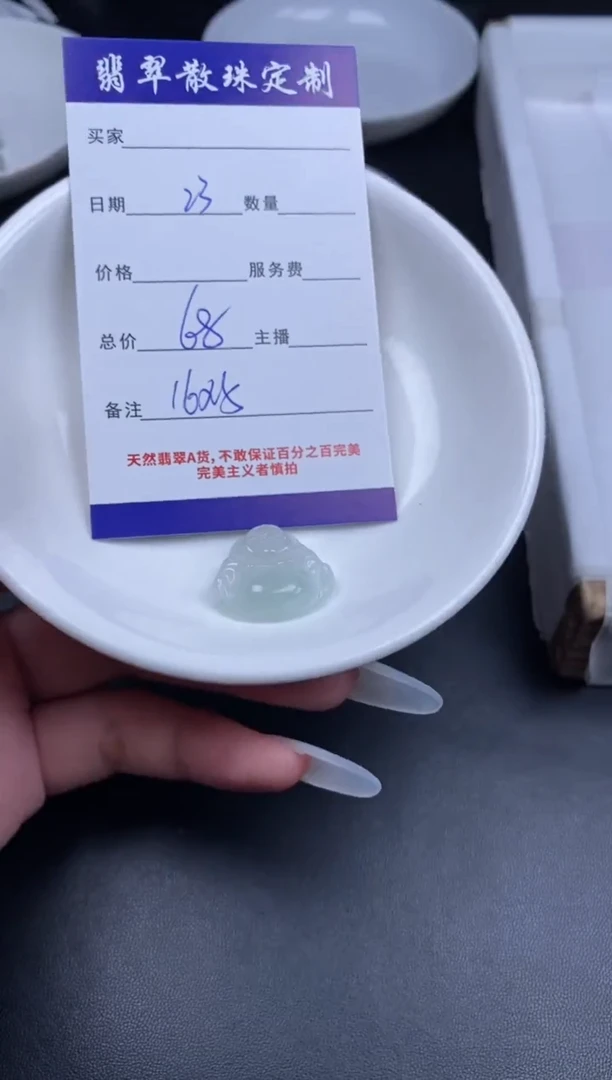 翡翠散珠定制
买家
日期 23 数量
价格 服务费
总价 68 主播
备注
天然翡翠A货,不敢保证百分之百完美
完美主义者慎拍